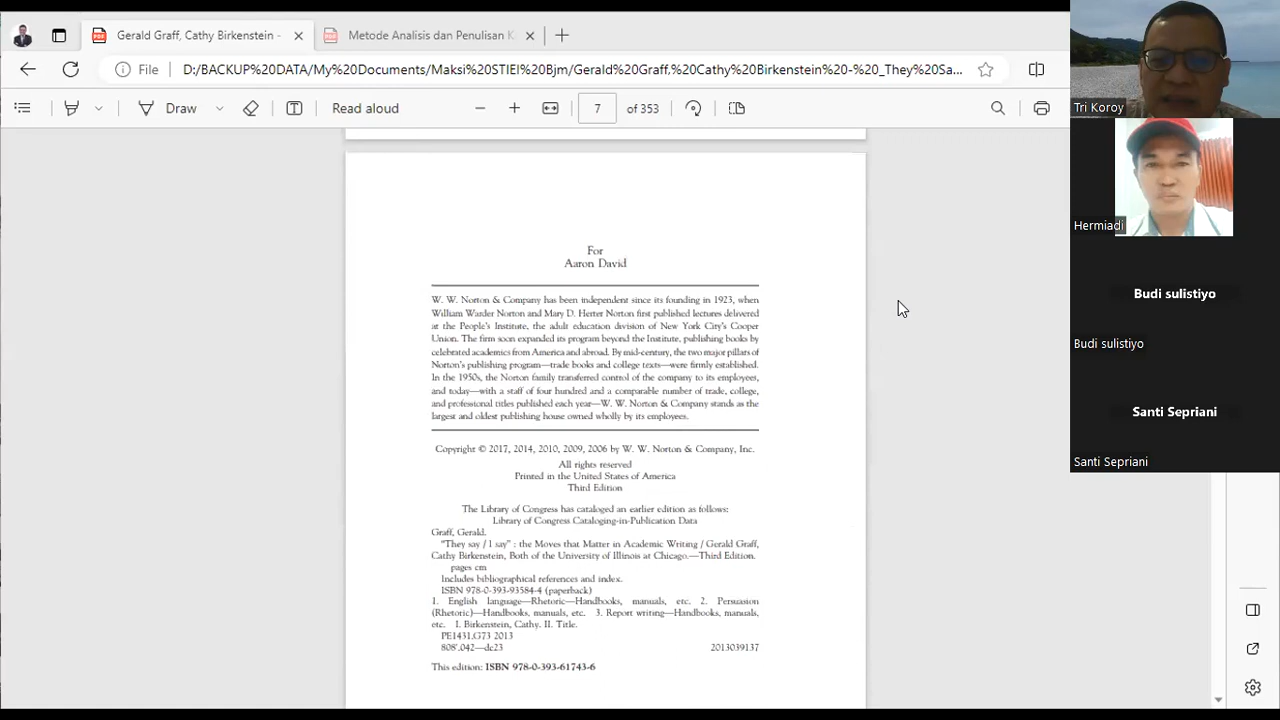 Gerald Graff, Cathy Birkenstein -
Metode Analisis dan Penulisan K
File
D:/BACKUP%20DATA/My%20Documents/Maksi%20STIEI%20Bjm/Gerald%20Graff,%20Cathy%20Birkenstein%20-%20_They%20Sa...
Draw
Read aloud
7
of 353
For
Aaron David
W. W. Norton & Company has been independent since its founding in 1923, when
William Warder Norton and Mary D. Herter Norton first published lectures delivered
at the People's Institute, the adult education division of New York City's Cooper
Union. The firm soon expanded its program beyond the Institute, publishing books by
celebrated academics from America and abroad. By mid-century, the two major pillars of
Norton's publishing program—trade books and college texts—were firmly established.
In the 1950s, the Norton family transferred control of the company to its employees,
and today—with a staff of four hundred and a comparable number of trade, college,
and professional titles published each year—W. W. Norton & Company stands as the
largest and oldest publishing house owned wholly by its employees.
Copyright © 2017, 2014, 2010, 2009, 2006 by W. W. Norton & Company, Inc.
All rights reserved
Printed in the United States of America
Third Edition
The Library of Congress has cataloged an earlier edition as follows:
Library of Congress Cataloging-in-Publication Data
Graff, Gerald.
"They say / I say" : the Moves that Matter in Academic Writing / Gerald Graff,
Cathy Birkenstein, Both of the University of Illinois at Chicago.—Third Edition.
pages cm
Includes bibliographical references and index.
ISBN 978-0-393-93584-4 (paperback)
1. English language—Rhetoric—Handbooks, manuals, etc. 2. Persuasion
(Rhetoric)—Handbooks, manuals, etc. 3. Report writing—Handbooks, manuals,
etc. I. Birkenstein, Cathy. II. Title.
PE1431.G73 2013
808'.042—dc23 2013039137
This edition: ISBN 978-0-393-61743-6
Tri Koroy
Hermiadi
Budi sulistiyo
Budi sulistiyo
Santi Sepriani
Santi Sepriani